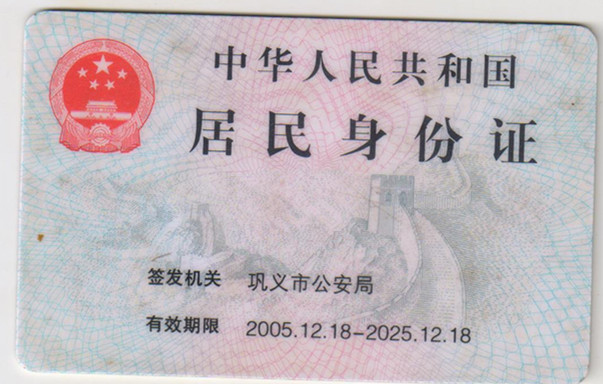 中华人民共和国
居民身份证
签发机关 巩义市公安局
有效期限 2005.12.18-2025.12.18